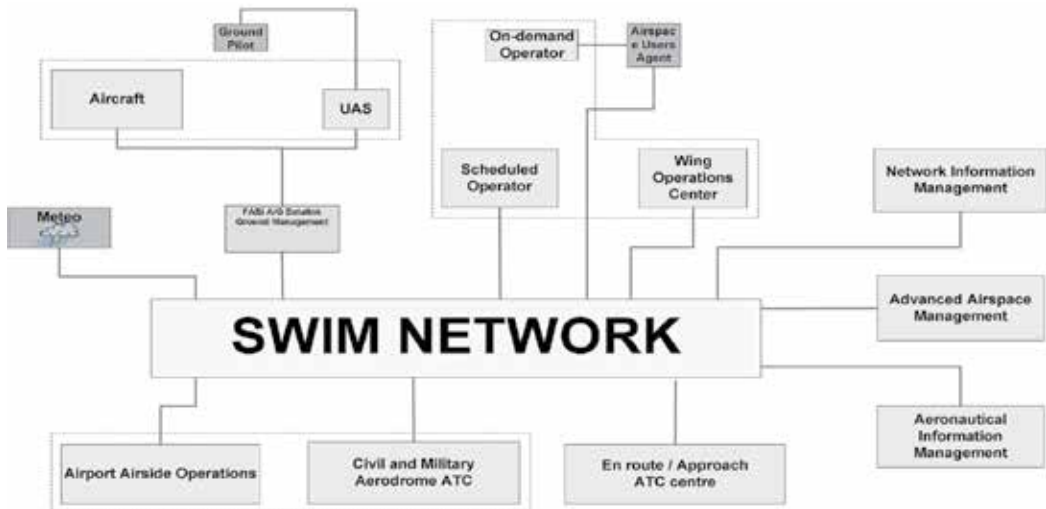 Ground
Pilot
On-demand
Operator
Airspac
e Users
Agent
Aircraft
UAS
Scheduled
Operator
Wing
Operations
Center
Network Information
Management
Meteo
A/G
Ground Management
Advanced Airspace
Management
SWIM NETWORK
Aeronautical
Information
Management
Airport Airside Operations
Civil and Military
Aerodrome ATC
En route / Approach
ATC centre